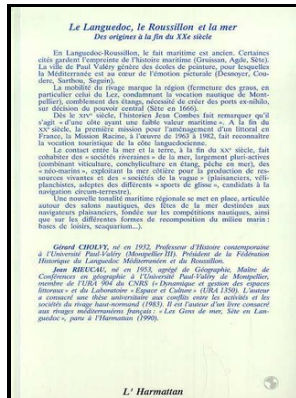 Le Languedoc, le Roussillon et la mer
Des origines à la fin du XXe siècle
En Languedoc-Roussillon, le fait maritime est ancien. Certaines
cités gardent l'empreinte de l'histoire maritime (Gruissan, Agde, Sète).
La ville de Paul Valéry génère des écoles de peinture, pour lesquelles
la Méditerranée est au cœur de l'émotion picturale (Desnoyer, Cou-
dere, Sarthou, Seguin).
La mobilité du rivage marque la région (fermeture des graus, en
particulier celui du Lez, condamnant la vocation nautique de Mont-
pellier), comblement des étangs, nécessité de créer des ports ex-nihilo,
sur décision du pouvoir central (Sète en 1666).
Dès le XIVe siècle, l'historien Jean Combes fait remarquer qu'il
s'agit « d'une côte ayant une faible valeur maritime ». A la fin du
XXe siècle, la première mission pour l'aménagement d'un littoral en
France, la Mission Racine, à l'œuvre de 1963 à 1982, fait reconnaître
la vocation touristique de la côte languedocienne.
Le contact entre la mer et la terre, à la fin du XXe siècle, fait
cohabiter des « sociétés riveraines » de la mer, largement pluri-actives
(combinant viticulture, conchyliculture en étang, pêche en mer), des
« néo-marins », exploitant la mer côtière pour la production de res-
sources vivantes et des « sociétés de la vague » (plaisanciers, véli-
planchistes, adeptes des différents « sports de glisse », candidats à la
navigation circum-terrestre).
Une nouvelle tonalité maritime régionale se met en place, articulée
autour des salons nautiques, des fêtes de la mer destinées aux
navigateurs plaisanciers, fondée sur les compétitions nautiques, ainsi
que sur les différentes formes de recomposition du milieu marin :
bases de loisirs, seaquarium...).
Gérard CHOLVY, né en 1932, Professeur d'Histoire contemporaine
à l'Université Paul-Valéry (Montpellier III). Président de la Fédération
Historique du Languedoc Méditerranéen et du Roussillon.
Jean RIEUCAU, né en 1953, agrégé de Géographie, Maître de
Conférences en géographie à l'Université Paul-Valéry de Montpellier,
membre de l'URA 904 du CNRS (« Dynamique et gestion des espaces
littoraux » et du Laboratoire « Espace et Culture » (URA 1350). L'auteur
a consacré une thèse universitaire aux conflits entre les activités et les
sociétés du rivage haut-normand (1983). Il est l'auteur d'un livre consacré
aux rivages méditerranéens français : « Les Gens de mer, Sète en Lan-
guedoc », paru à l'Harmattan (1990).
L' Harmattan